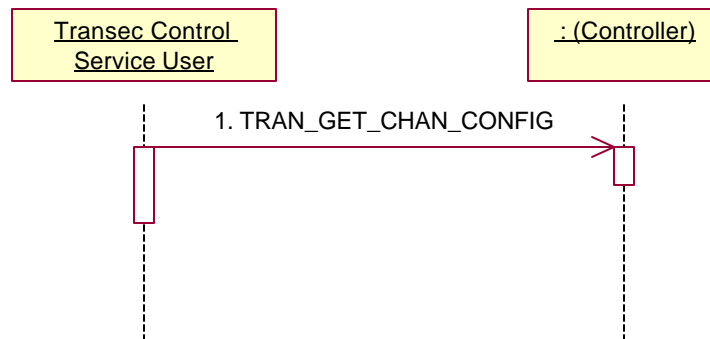 Transec Control
Service User
: (Controller)
1. TRAN_GET_CHAN_CONFIG